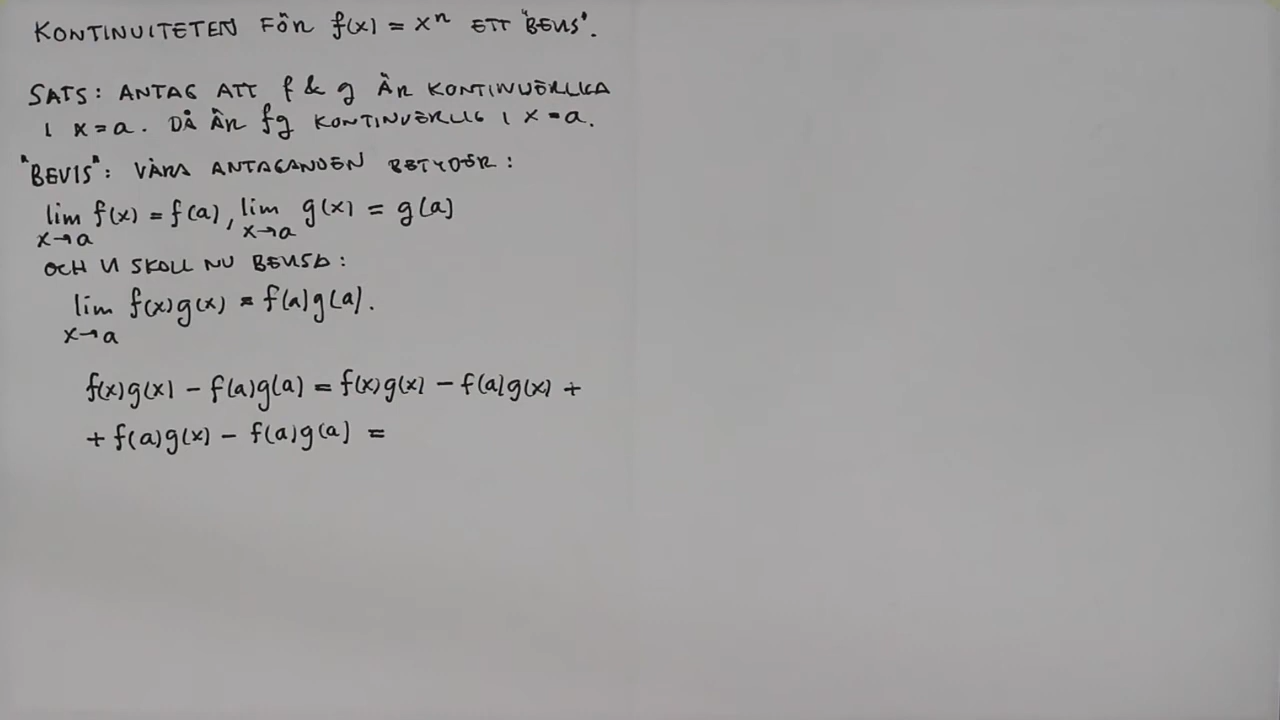 KONTINUITETEN FÖR f(x) = xⁿ ETT "BEVIS".
SATS: ANTAG ATT f & g ÄR KONTINUERLIGA
I x = a. DÅ ÄR fg KONTINUERLIG I x = a.
"BEVIS": VÅRA ANTAGANDEN BETYDER:
lim f(x) = f(a), lim g(x) = g(a)
x→a x→a
OCH VI SKALL NU BEVISA:
lim f(x)g(x) = f(a)g(a).
x→a
f(x)g(x) − f(a)g(a) = f(x)g(x) − f(a)g(x) +
+ f(a)g(x) − f(a)g(a) =